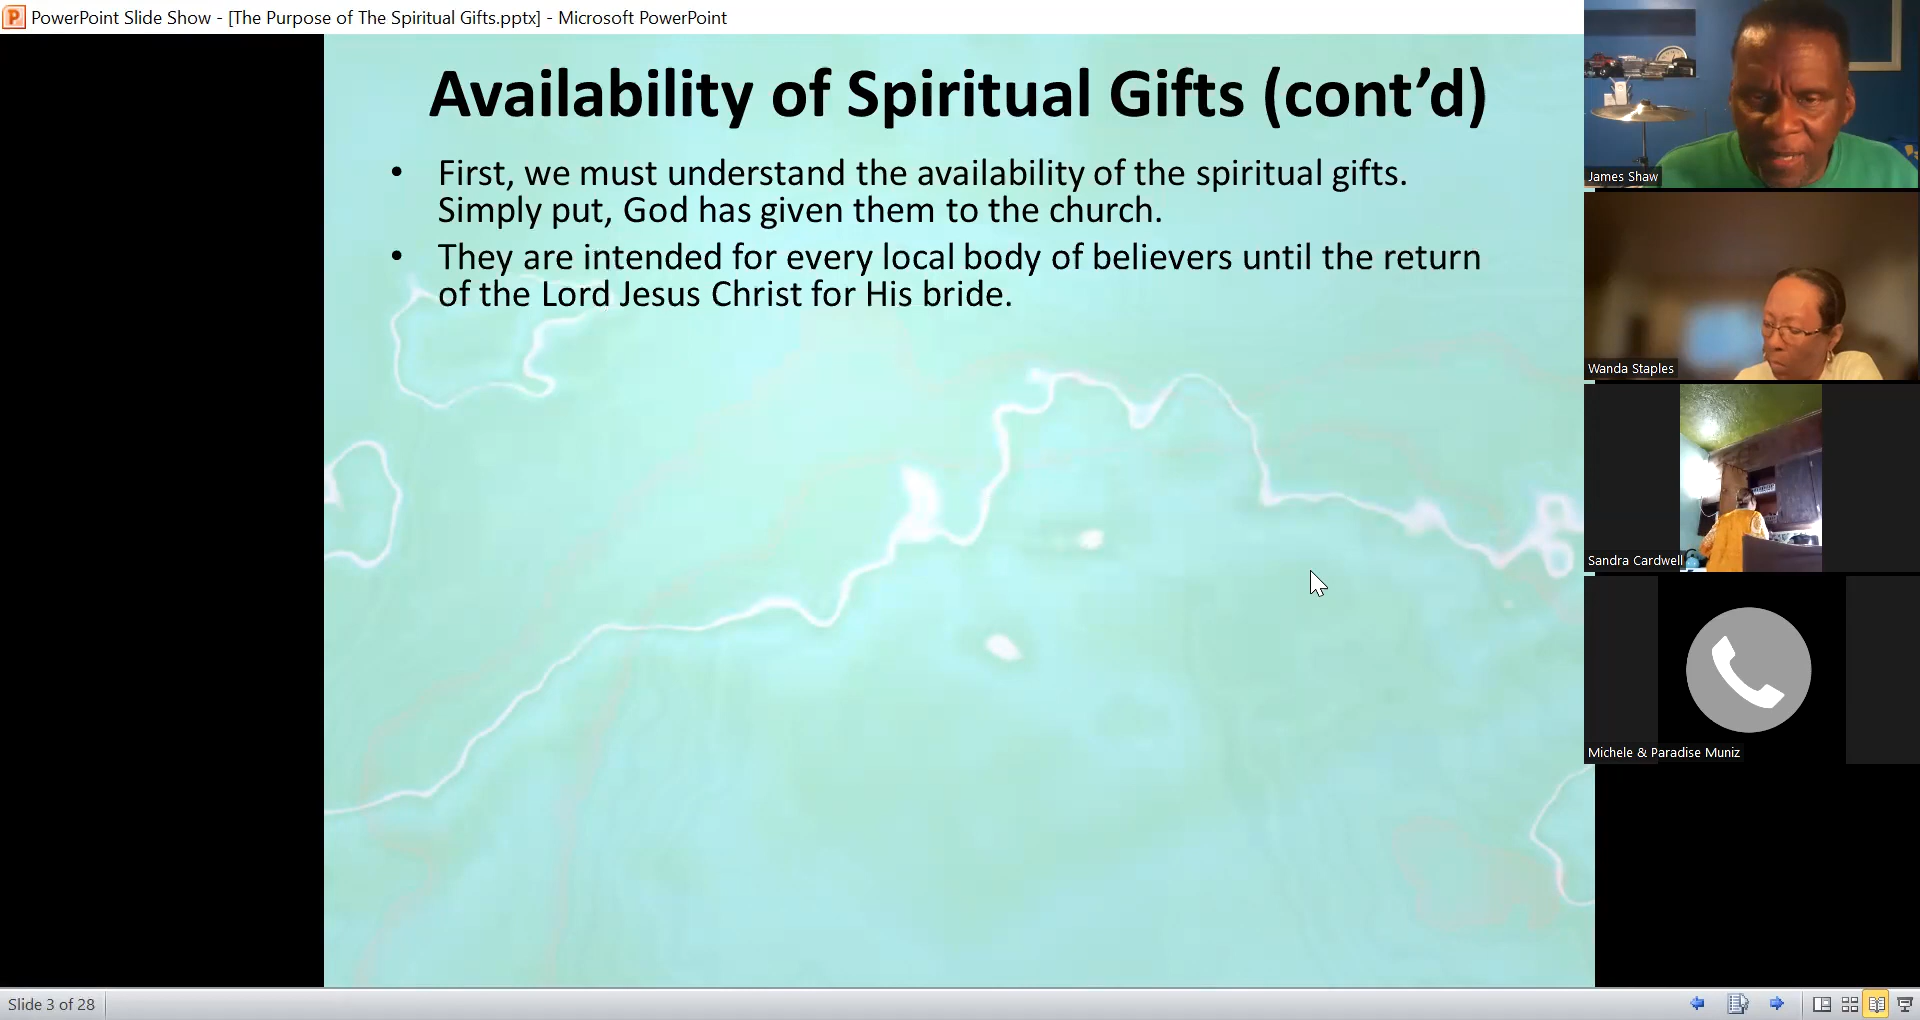 PowerPoint Slide Show - [The Purpose of The Spiritual Gifts.pptx] - Microsoft PowerPoint
Availability of Spiritual Gifts (cont’d)
• First, we must understand the availability of the spiritual gifts.
Simply put, God has given them to the church.
• They are intended for every local body of believers until the return
of the Lord Jesus Christ for His bride.
James Shaw
Wanda Staples
Sandra Cardwell
Michele & Paradise Muniz
Slide 3 of 28